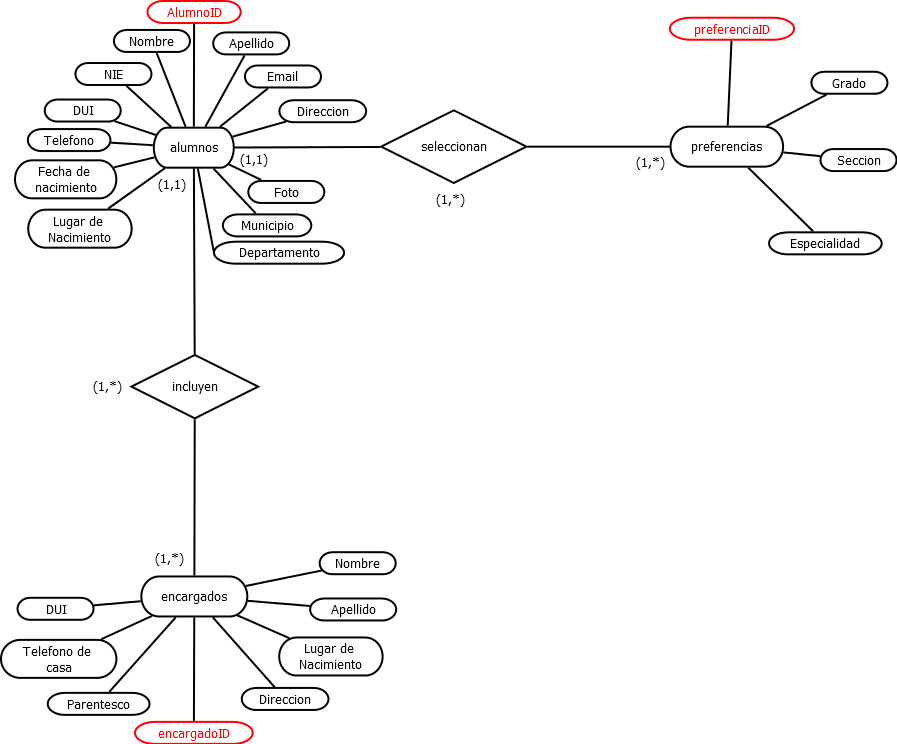 AlumnoID
Nombre
Apellido
NIE
Email
DUI
Direccion
Telefono
alumnos
(1,1)
(1,1)
Fecha de
nacimiento
Foto
Lugar de
Nacimiento
Municipio
Departamento
seleccionan
(1,*)
preferenciaID
Grado
preferencias
(1,*)
Seccion
Especialidad
(1,*)
incluyen
(1,*)
Nombre
encargados
DUI
Apellido
Telefono de
casa
Lugar de
Nacimiento
Parentesco
Direccion
encargadoID